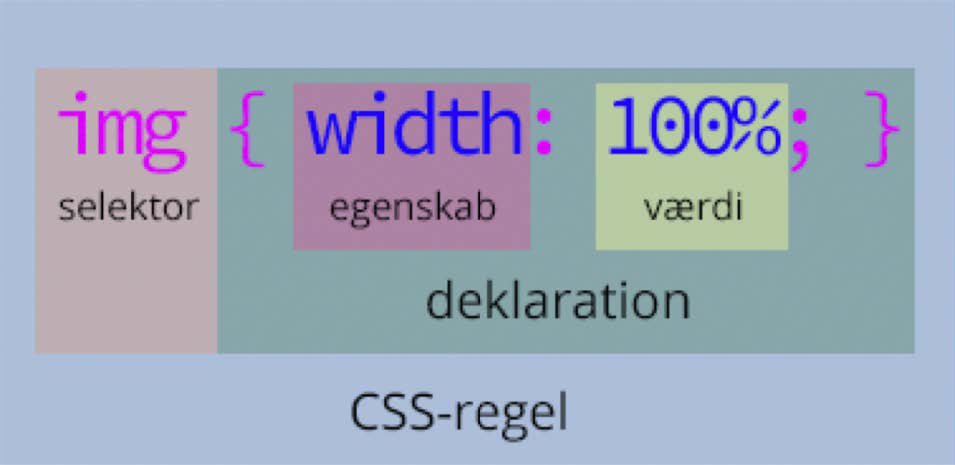 img { width: 100%; }
selektor egenskab værdi
deklaration
CSS-regel